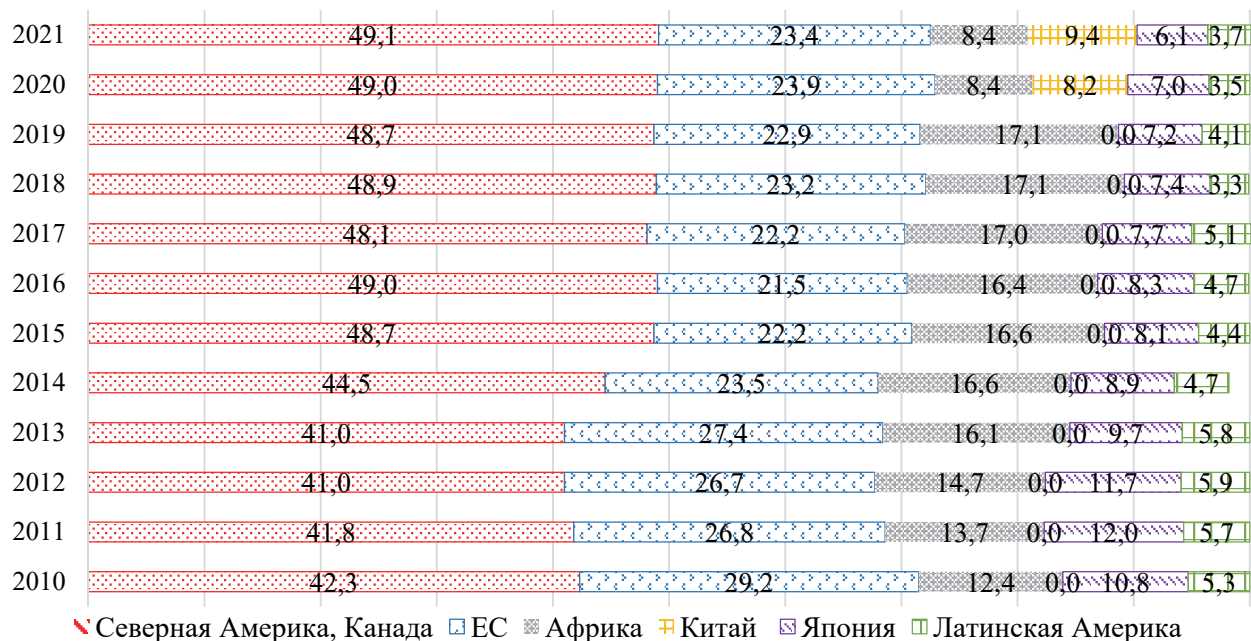 2021 49,1 23,4 8,4 9,4 6,1 3,7
2020 49,0 23,9 8,4 8,2 7,0 3,5
2019 48,7 22,9 17,1 0,0 7,2 4,1
2018 48,9 23,2 17,1 0,0 7,4 3,3
2017 48,1 22,2 17,0 0,0 7,7 5,1
2016 49,0 21,5 16,4 0,0 8,3 4,7
2015 48,7 22,2 16,6 0,0 8,1 4,4
2014 44,5 23,5 16,6 0,0 8,9 4,7
2013 41,0 27,4 16,1 0,0 9,7 5,8
2012 41,0 26,7 14,7 0,0 11,7 5,9
2011 41,8 26,8 13,7 0,0 12,0 5,7
2010 42,3 29,2 12,4 0,0 10,8 5,3
Северная Америка, Канада ЕС Африка Китай Япония Латинская Америка